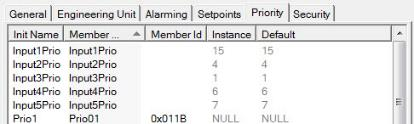 General Engineering Unit Alarming Setpoints Priority Security
Init Name Member ... Member Id Instance Default
Input1Prio Input1Prio 15 15
Input2Prio Input2Prio 4 4
Input3Prio Input3Prio 1 1
Input4Prio Input4Prio 6 6
Input5Prio Input5Prio 7 7
Prio1 Prio01 0x011B NULL NULL